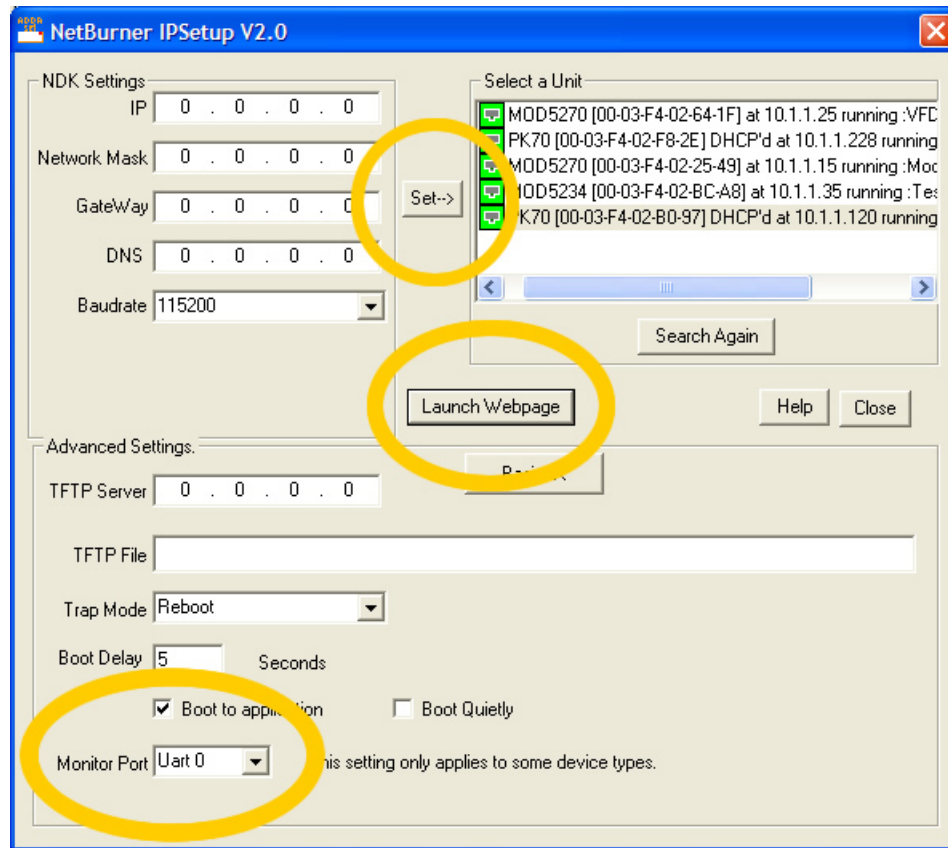 NetBurner IPSetup V2.0
NDK Settings
IP 0 . 0 . 0 . 0
Network Mask 0 . 0 . 0 . 0
GateWay 0 . 0 . 0 . 0
DNS 0 . 0 . 0 . 0
Baudrate 115200
Set-->
Select a Unit
MOD5270 [00-03-F4-02-64-1F] at 10.1.1.25 running :VFD
PK70 [00-03-F4-02-F8-2E] DHCP'd at 10.1.1.228 running
MOD5270 [00-03-F4-02-25-49] at 10.1.1.15 running :Mod
MOD5234 [00-03-F4-02-BC-A8] at 10.1.1.35 running :Tes
PK70 [00-03-F4-02-B0-97] DHCP'd at 10.1.1.120 running
Search Again
Launch Webpage
Help
Close
Advanced Settings.
TFTP Server 0 . 0 . 0 . 0
TFTP File
Trap Mode Reboot
Boot Delay 5 Seconds
Boot to application
Boot Quietly
Monitor Port Uart 0
his setting only applies to some device types.